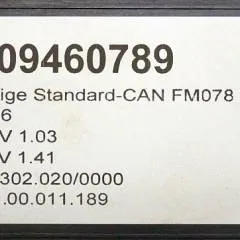 09460789
ige Standard-CAN FM078
6
V 1.03
V 1.41
302.020/0000
.00.011.189